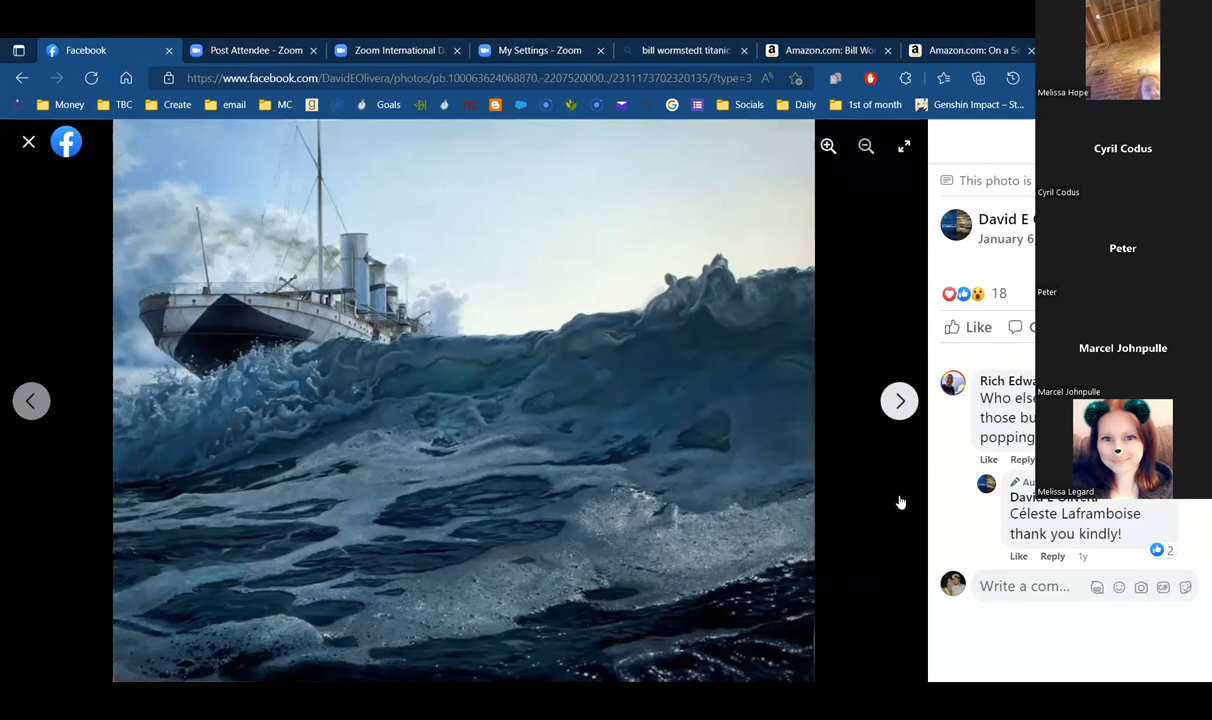 Facebook
Post Attendee - Zoom
Zoom International D
My Settings - Zoom
bill wormstedt titanic
Amazon.com: Bill Wo
Amazon.com: On a Se
https://www.facebook.com/DavidEOlivera/photos/pb.100063624068870.-2207520000../2311173702320135/?type=3
Money
TBC
Create
email
MC
Goals
Socials
Daily
1st of month
Genshin Impact – St...
Melissa Hope
Cyril Codus
Cyril Codus
Peter
Peter
Marcel Johnpulle
Marcel Johnpulle
Melissa Legard
This photo is
David E
January 6,
18
Like
Rich Edwa
Who else
those bu
popping
Like Reply
Au
David E Olivera
Céleste Laframboise
thank you kindly!
2
Like Reply 1y
Write a com...